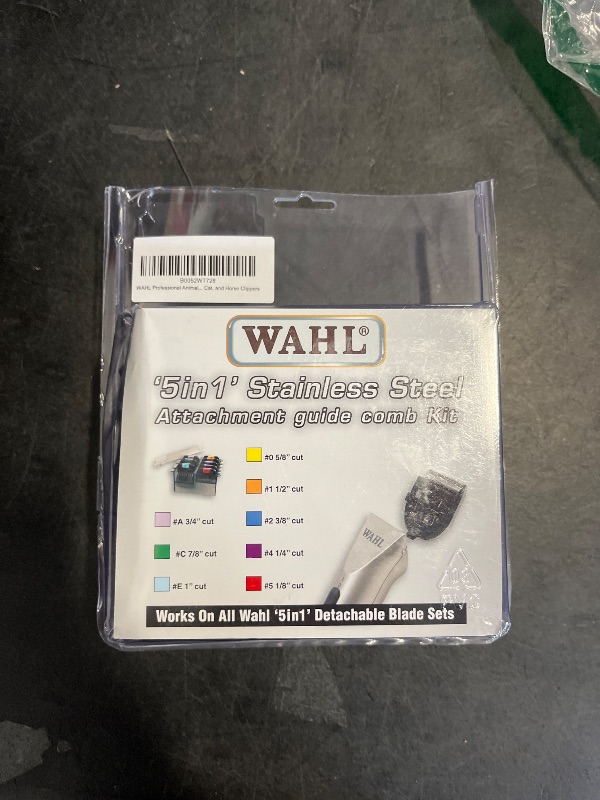 B0052WT728
WAHL Professional Animal... Cat, and Horse Clippers
WAHL®
'5in1' Stainless Steel
Attachment guide comb Kit
#0 5/8" cut
#1 1/2" cut
#A 3/4" cut
#2 3/8" cut
#C 7/8" cut
#4 1/4" cut
#E 1" cut
#5 1/8" cut
WAHL
Works On All Wahl '5in1' Detachable Blade Sets